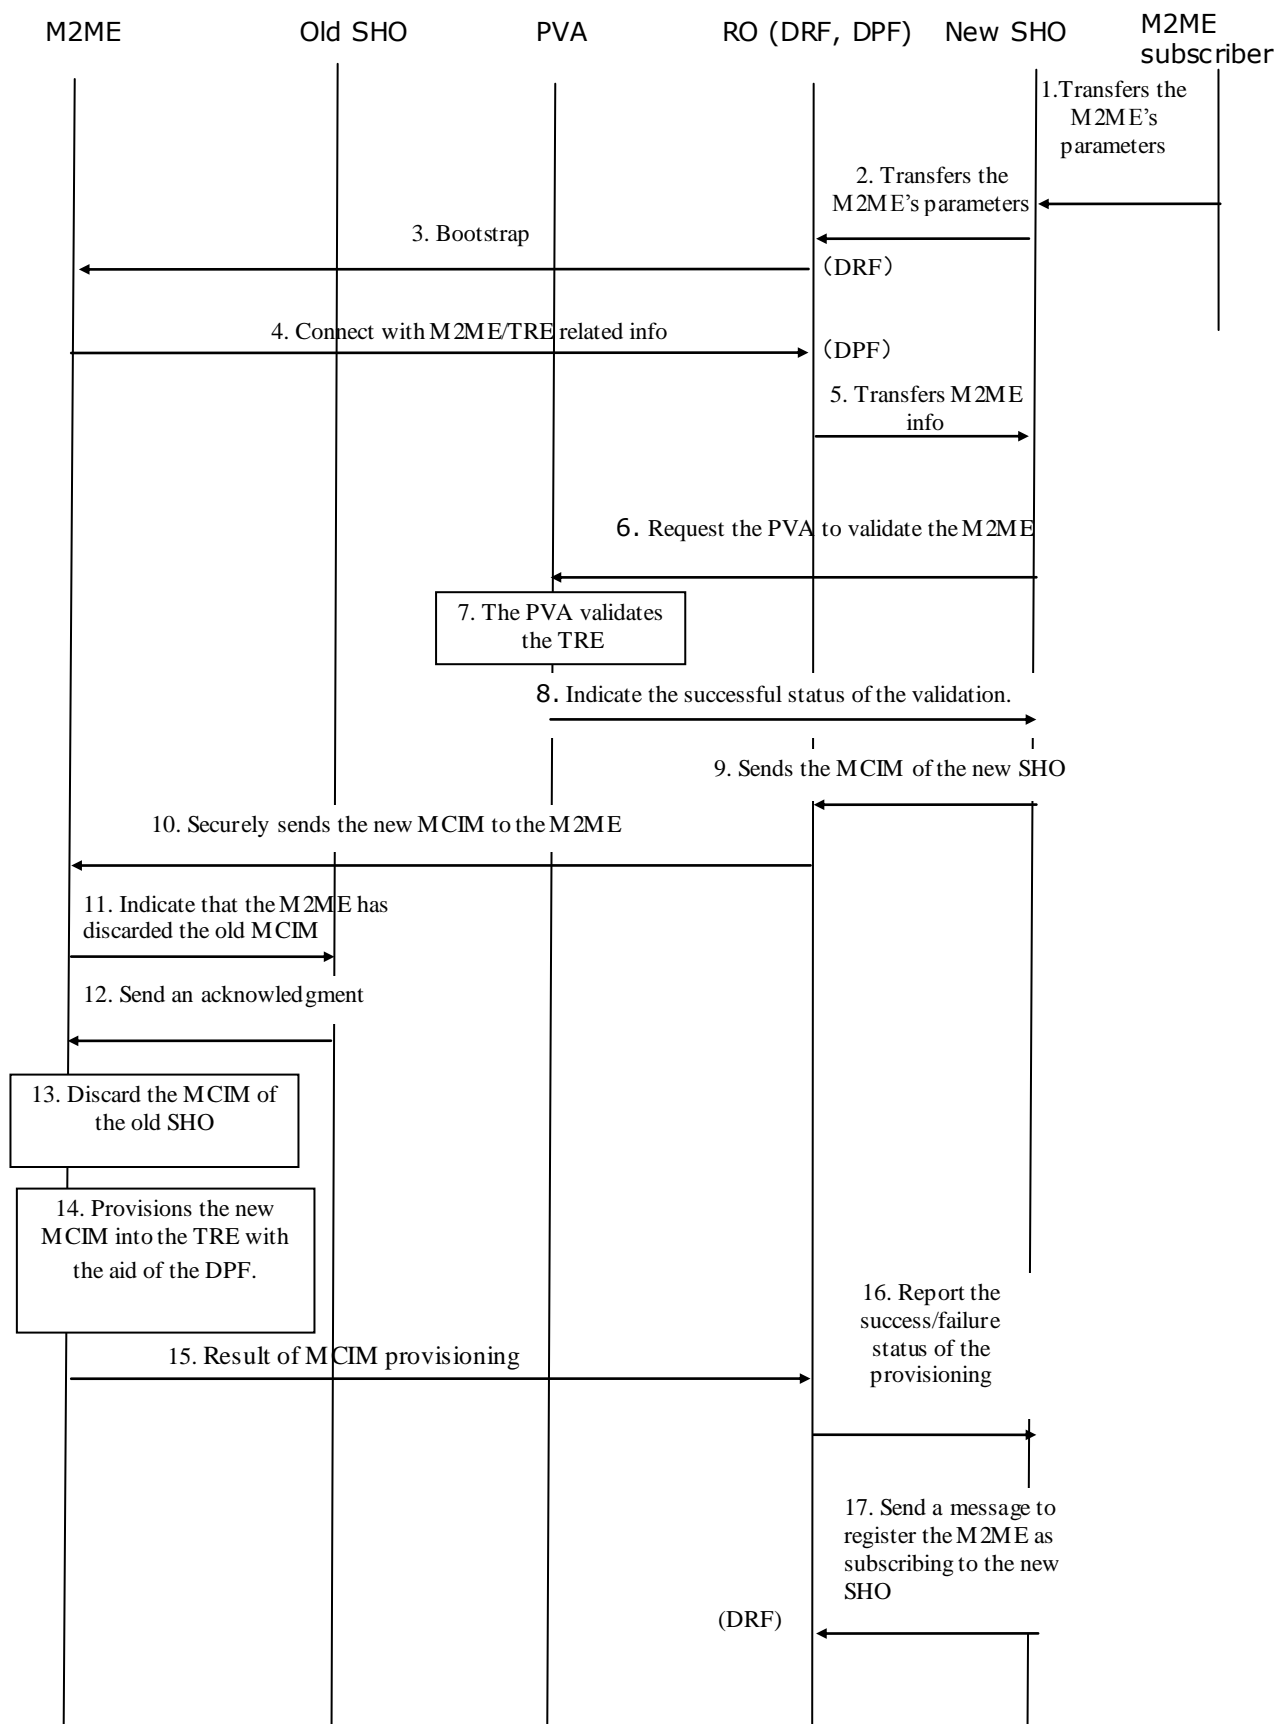 M2ME Old SHO PVA RO (DRF, DPF) New SHO M2ME
subscriber
1.Transfers the
M2ME’s
parameters
2. Transfers the
M2ME’s parameters
3. Bootstrap
（DRF）
4. Connect with M2ME/TRE related info
（DPF）
5. Transfers M2ME
info
6. Request the PVA to validate the M2ME
7. The PVA validates
the TRE
8. Indicate the successful status of the validation.
9. Sends the MCIM of the new SHO
10. Securely sends the new MCIM to the M2ME
11. Indicate that the M2ME has
discarded the old MCIM
12. Send an acknowledgment
13. Discard the MCIM of
the old SHO
14. Provisions the new
MCIM into the TRE with
the aid of the DPF.
15. Result of MCIM provisioning
16. Report the
success/failure
status of the
provisioning
17. Send a message to
register the M2ME as
subscribing to the new
SHO
(DRF)